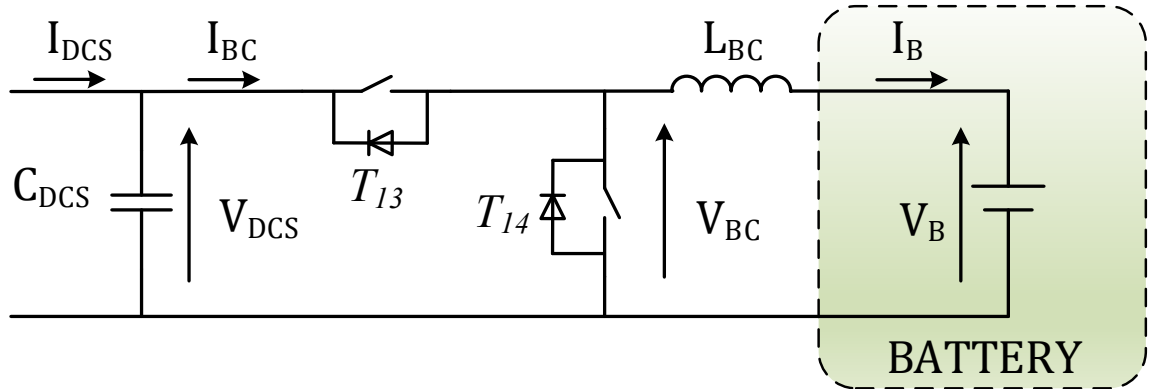 I_DCS
I_BC
L_BC
I_B
C_DCS
V_DCS
T_13
T_14
V_BC
V_B
BATTERY